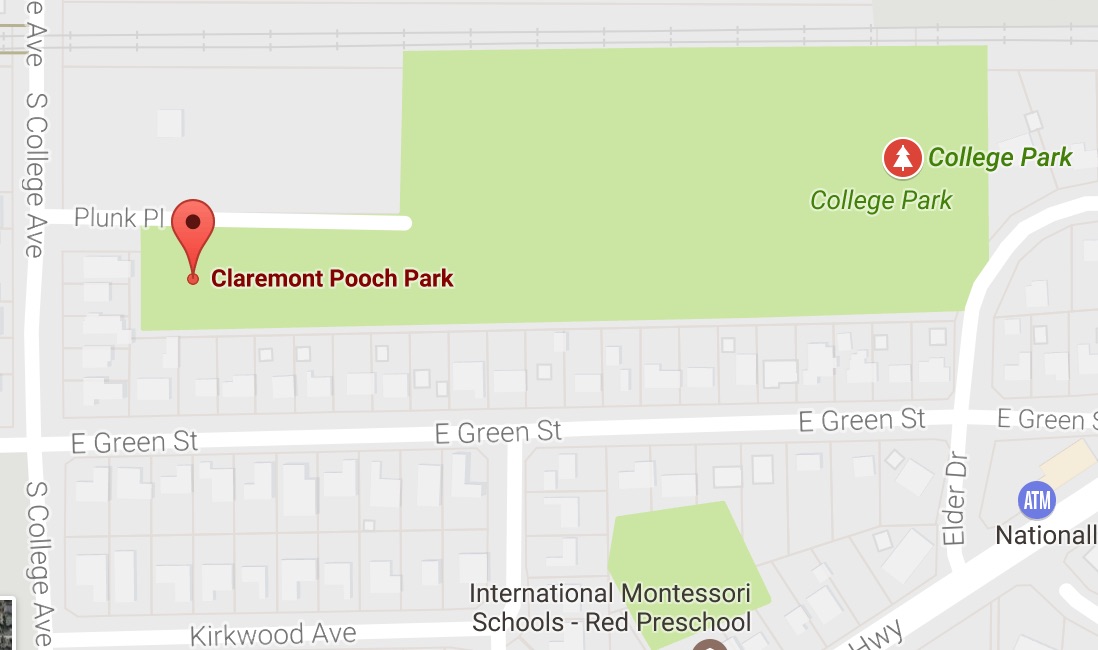 e Ave
S College Ave
College Park
College Park
Plunk Pl
Claremont Pooch Park
E Green St
E Green St
E Green St
E Green S
S College Ave
Elder Dr
ATM
Nationall
International Montessori
Schools - Red Preschool
Kirkwood Ave
Hwy